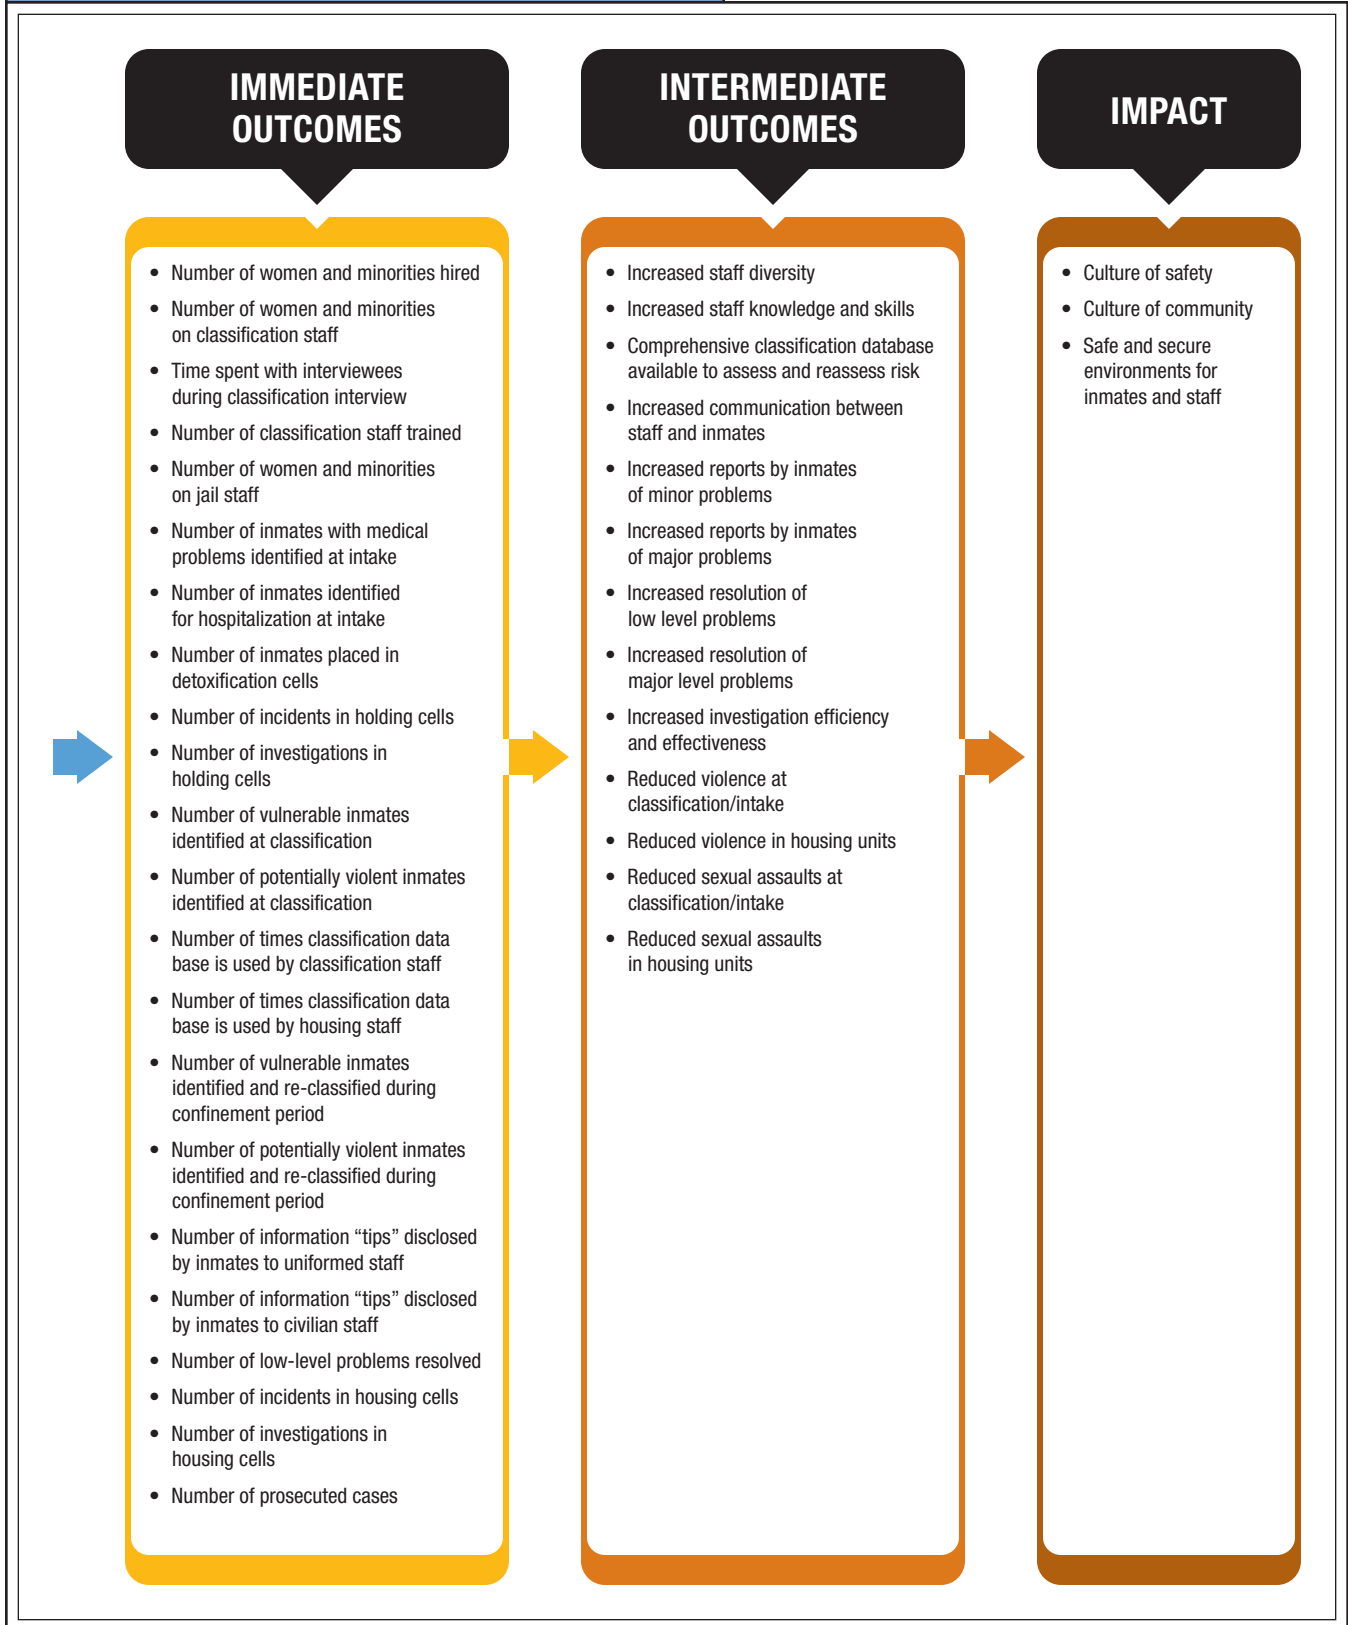 IMMEDIATE
OUTCOMES
• Number of women and minorities hired
• Number of women and minorities
on classification staff
• Time spent with interviewees
during classification interview
• Number of classification staff trained
• Number of women and minorities
on jail staff
• Number of inmates with medical
problems identified at intake
• Number of inmates identified
for hospitalization at intake
• Number of inmates placed in
detoxification cells
• Number of incidents in holding cells
• Number of investigations in
holding cells
• Number of vulnerable inmates
identified at classification
• Number of potentially violent inmates
identified at classification
• Number of times classification data
base is used by classification staff
• Number of times classification data
base is used by housing staff
• Number of vulnerable inmates
identified and re-classified during
confinement period
• Number of potentially violent inmates
identified and re-classified during
confinement period
• Number of information “tips” disclosed
by inmates to uniformed staff
• Number of information “tips” disclosed
by inmates to civilian staff
• Number of low-level problems resolved
• Number of incidents in housing cells
• Number of investigations in
housing cells
• Number of prosecuted cases
INTERMEDIATE
OUTCOMES
• Increased staff diversity
• Increased staff knowledge and skills
• Comprehensive classification database
available to assess and reassess risk
• Increased communication between
staff and inmates
• Increased reports by inmates
of minor problems
• Increased reports by inmates
of major problems
• Increased resolution of
low level problems
• Increased resolution of
major level problems
• Increased investigation efficiency
and effectiveness
• Reduced violence at
classification/intake
• Reduced violence in housing units
• Reduced sexual assaults at
classification/intake
• Reduced sexual assaults
in housing units
IMPACT
• Culture of safety
• Culture of community
• Safe and secure
environments for
inmates and staff